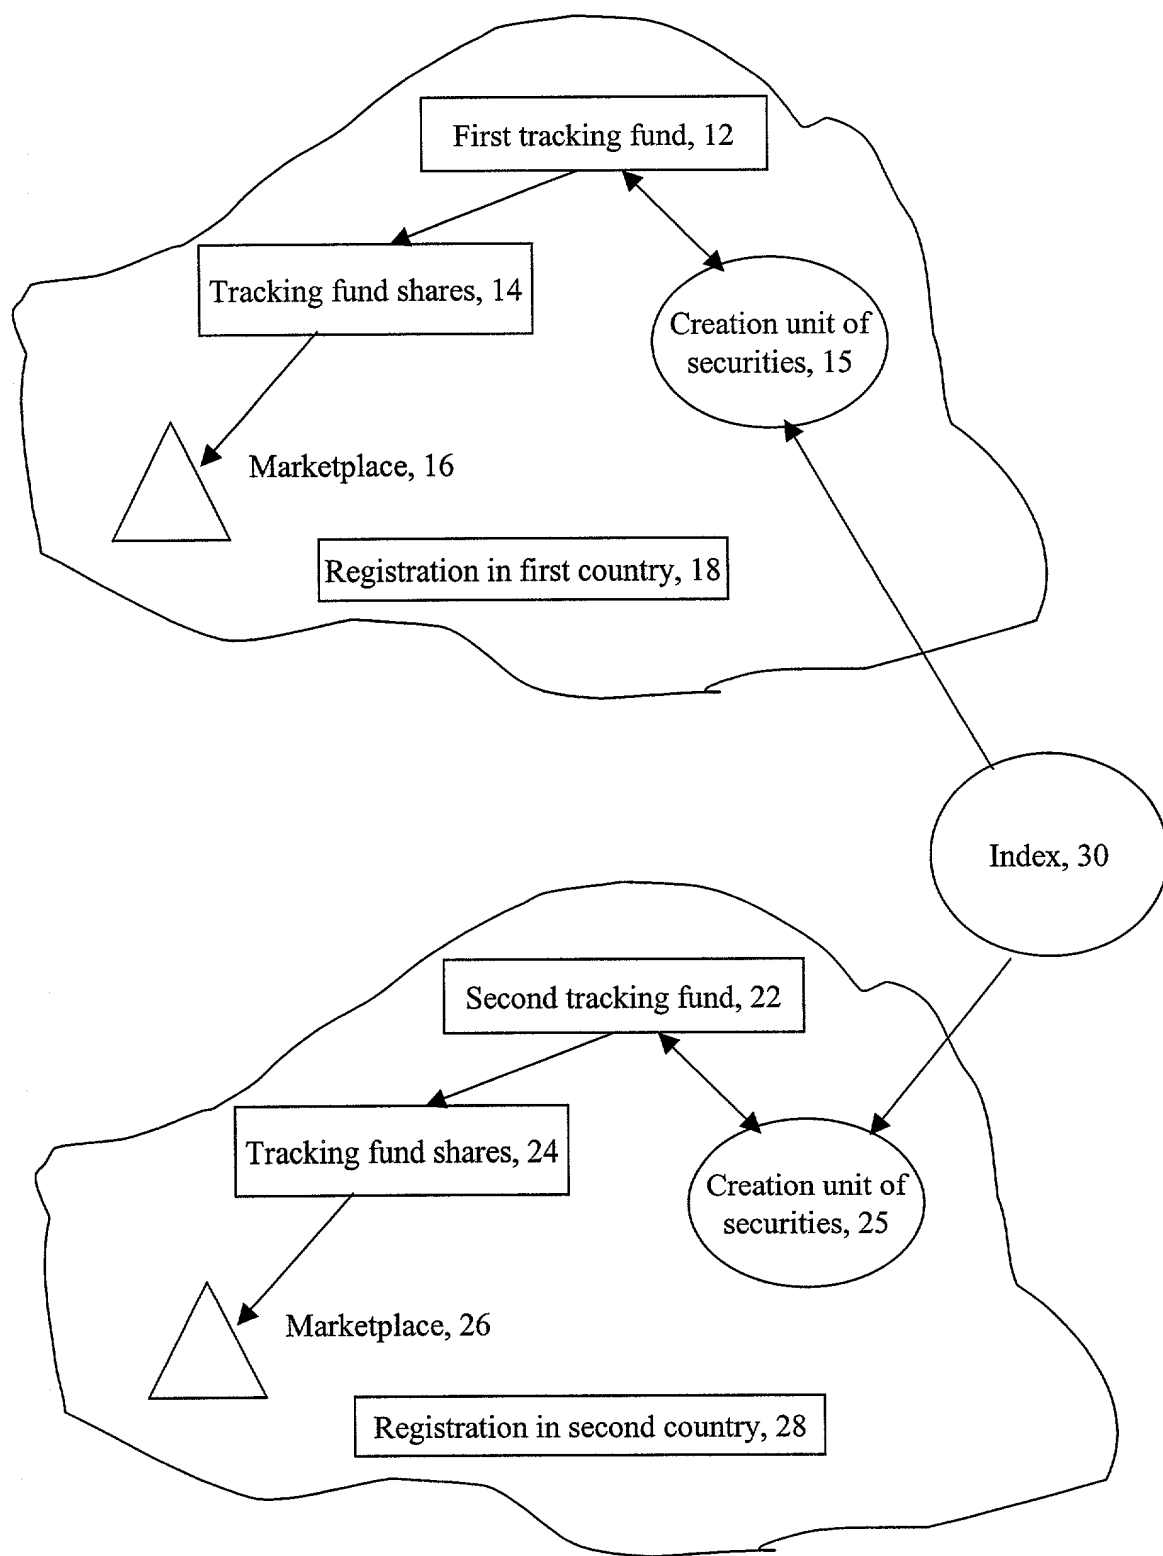 First tracking fund, 12
Tracking fund shares, 14
Creation unit of
securities, 15
Marketplace, 16
Registration in first country, 18
Index, 30
Second tracking fund, 22
Tracking fund shares, 24
Creation unit of
securities, 25
Marketplace, 26
Registration in second country, 28